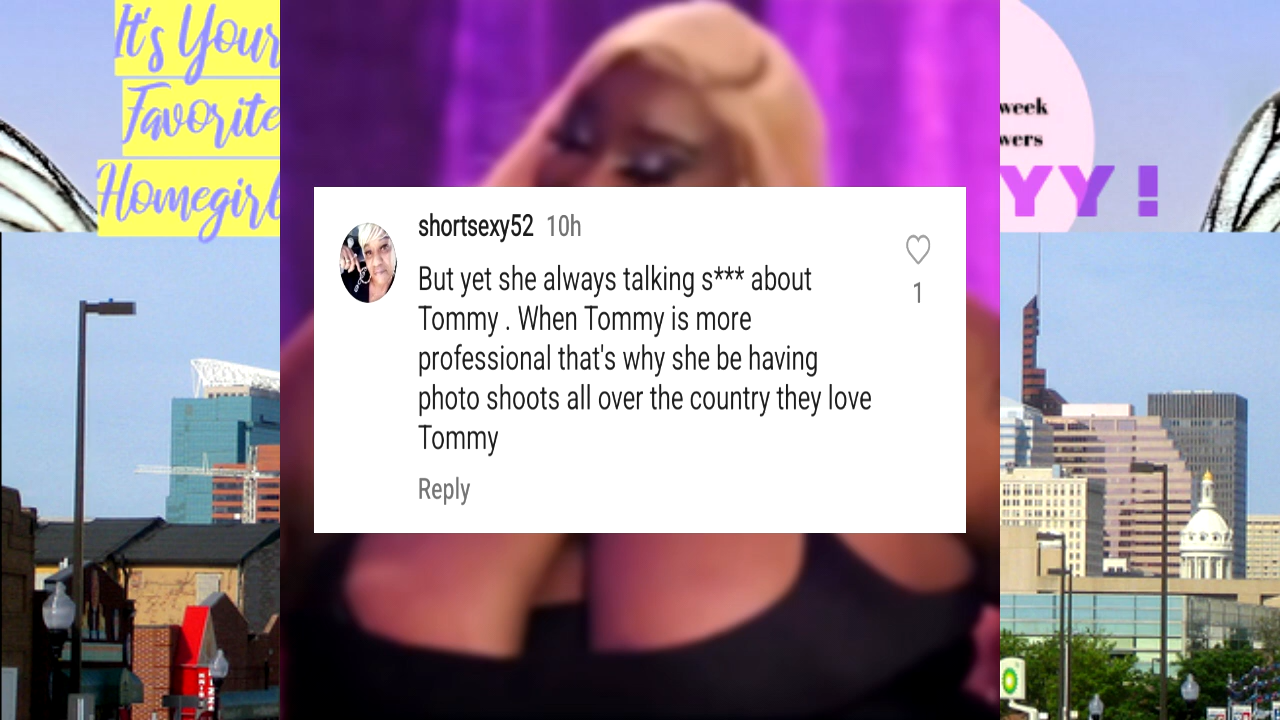 It's Your
Favorite
Homegirl
week
wers
YY!
shortsexy52 10h
1
But yet she always talking s*** about
Tommy . When Tommy is more
professional that's why she be having
photo shoots all over the country they love
Tommy
Reply
bp